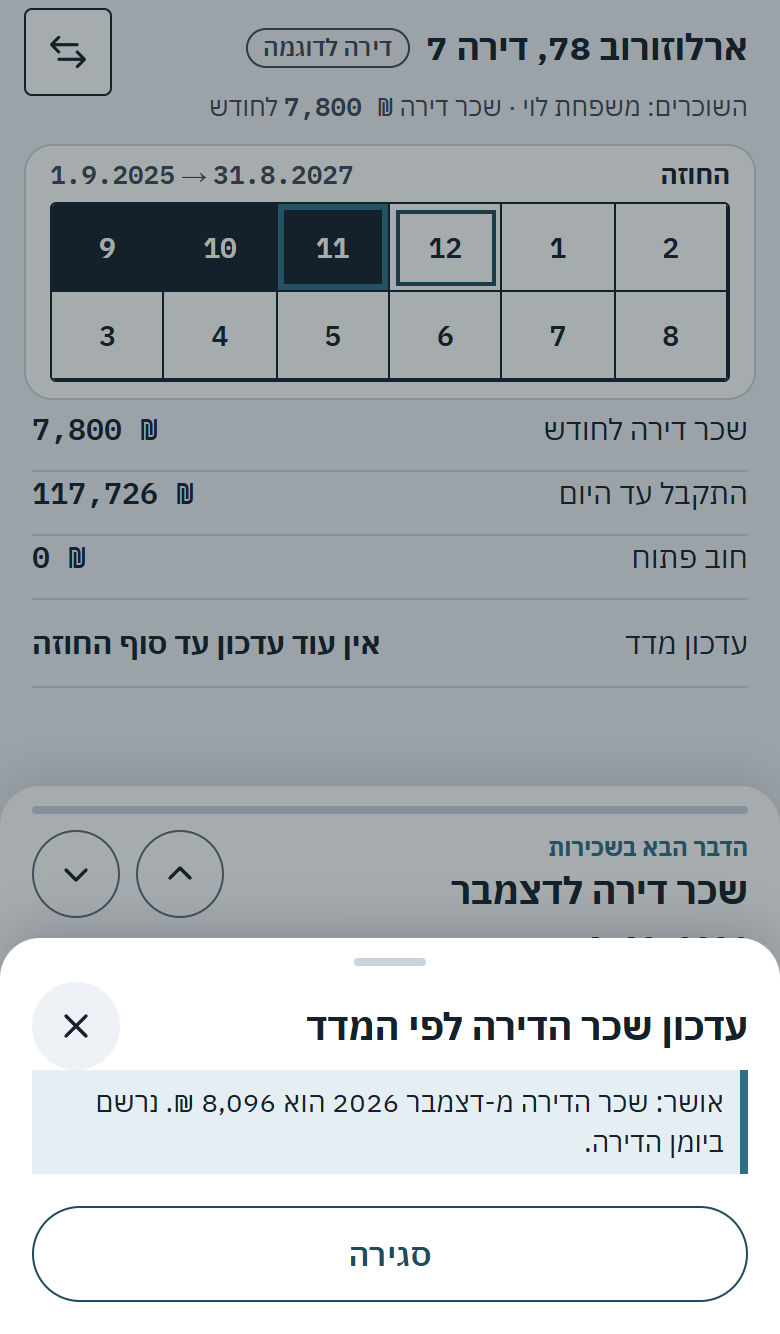 ארלוזורוב 78, דירה 7 דירה לדוגמה
השוכרים: משפחת לוי · שכר דירה ₪ 7,800 לחודש
החוזה 1.9.2025→31.8.2027
9 10 11 12 1 2
3 4 5 6 7 8
שכר דירה לחודש 7,800 ₪
התקבל עד היום 117,726 ₪
חוב פתוח 0 ₪
עדכון מדד אין עוד עדכון עד סוף החוזה
הדבר הבא בשכירות
שכר דירה לדצמבר
עדכון שכר הדירה לפי המדד
אושר: שכר הדירה מ-דצמבר 2026 הוא 8,096 ₪. נרשם
ביומן הדירה.
סגירה